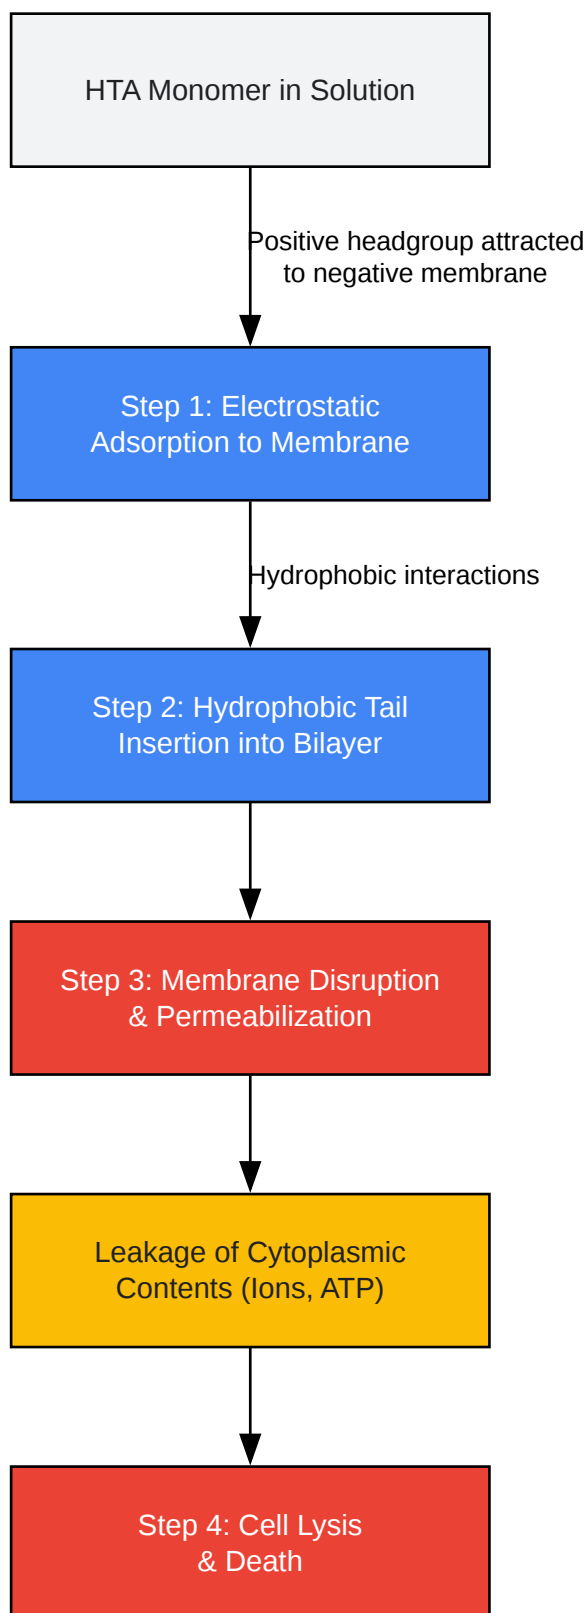 HTA Monomer in Solution
Positive headgroup attracted
to negative membrane
Step 1: Electrostatic
Adsorption to Membrane
Hydrophobic interactions
Step 2: Hydrophobic Tail
Insertion into Bilayer
Step 3: Membrane Disruption
& Permeabilization
Leakage of Cytoplasmic
Contents (Ions, ATP)
Step 4: Cell Lysis
& Death